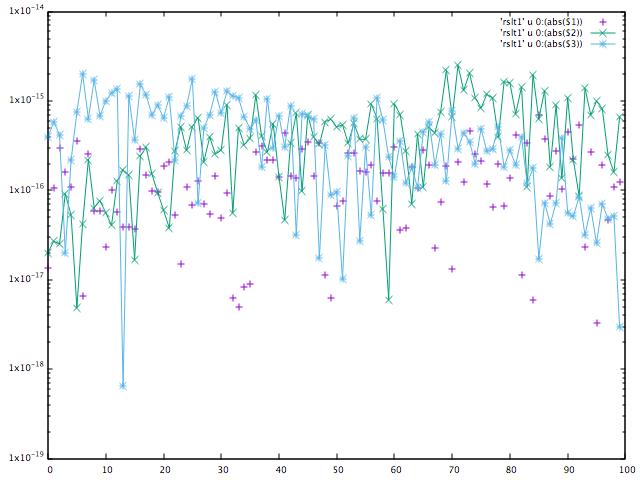 1x10⁻¹⁴
1x10⁻¹⁵
1x10⁻¹⁶
1x10⁻¹⁷
1x10⁻¹⁸
1x10⁻¹⁹
0 10 20 30 40 50 60 70 80 90 100
'rslt1' u 0:(abs($1))
'rslt1' u 0:(abs($2))
'rslt1' u 0:(abs($3))